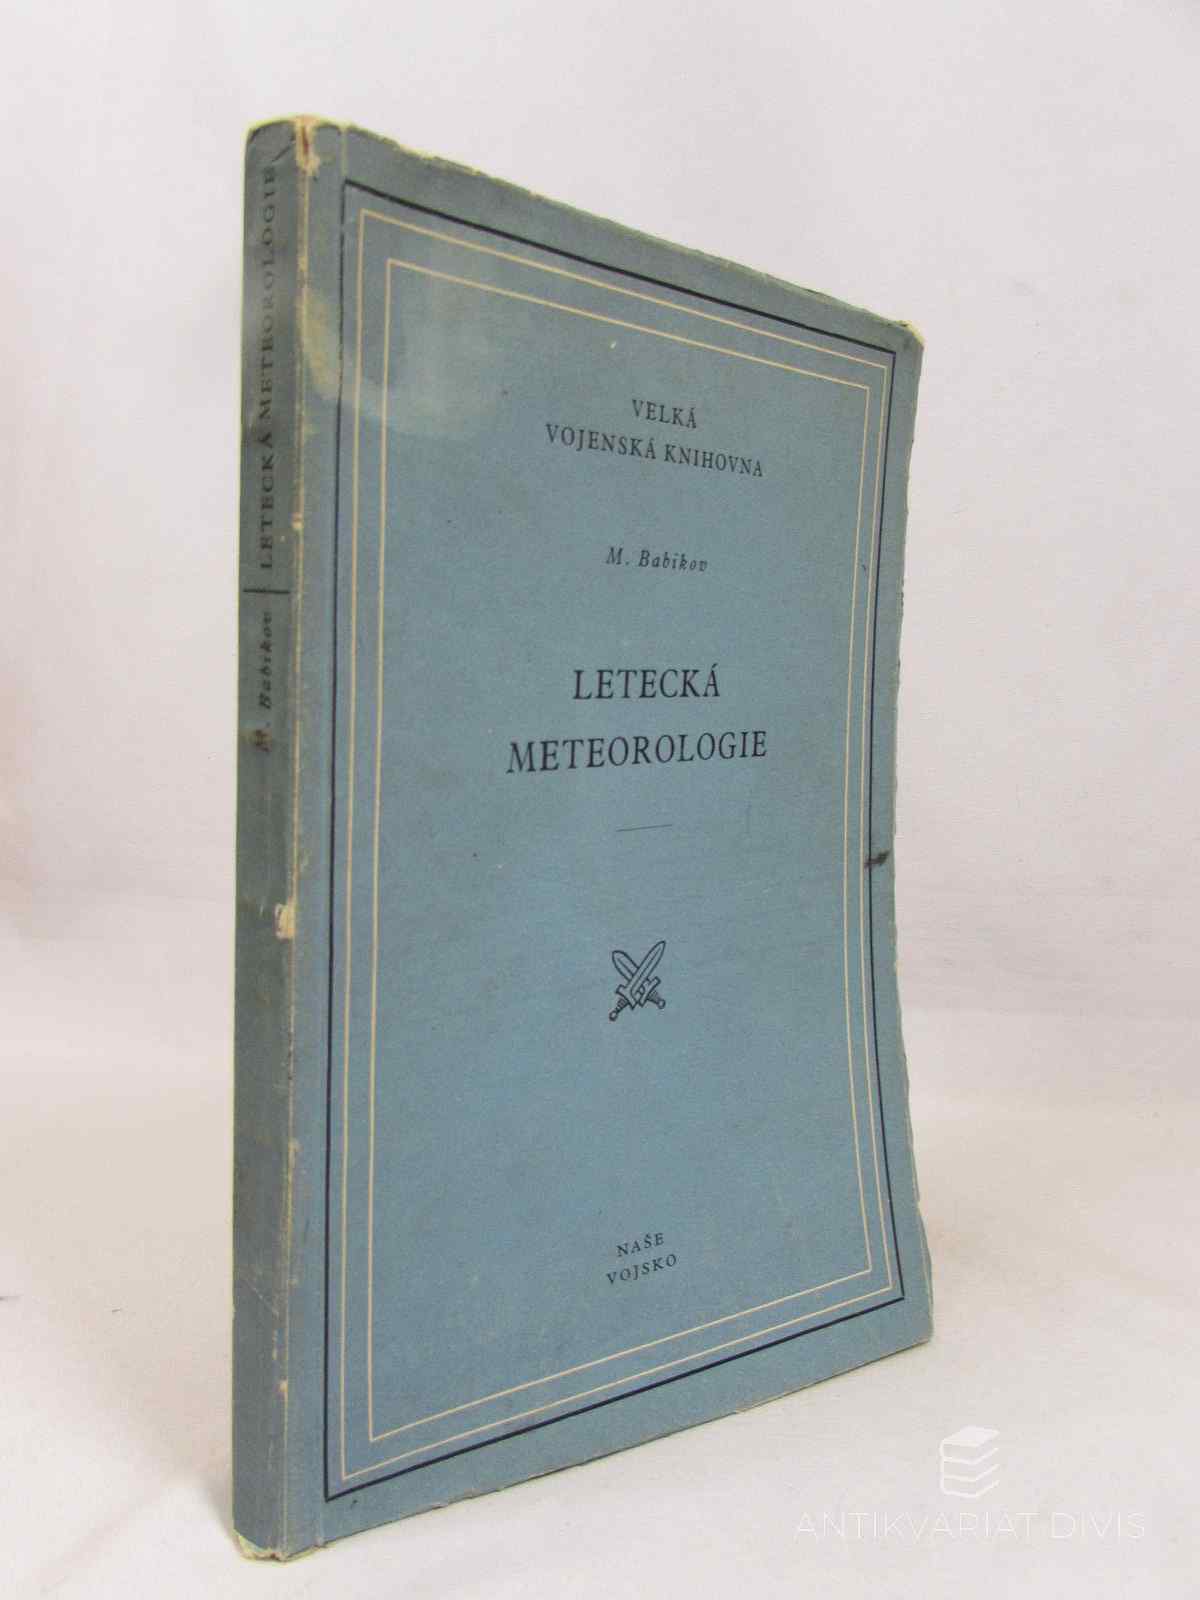 VELKÁ
VOJENSKÁ KNIHOVNA
M. Babikov
LETECKÁ
METEOROLOGIE
NAŠE
VOJSKO
M. Babikov LETECKÁ METEOROLOGIE
ANTIKVARIAT DIVIS